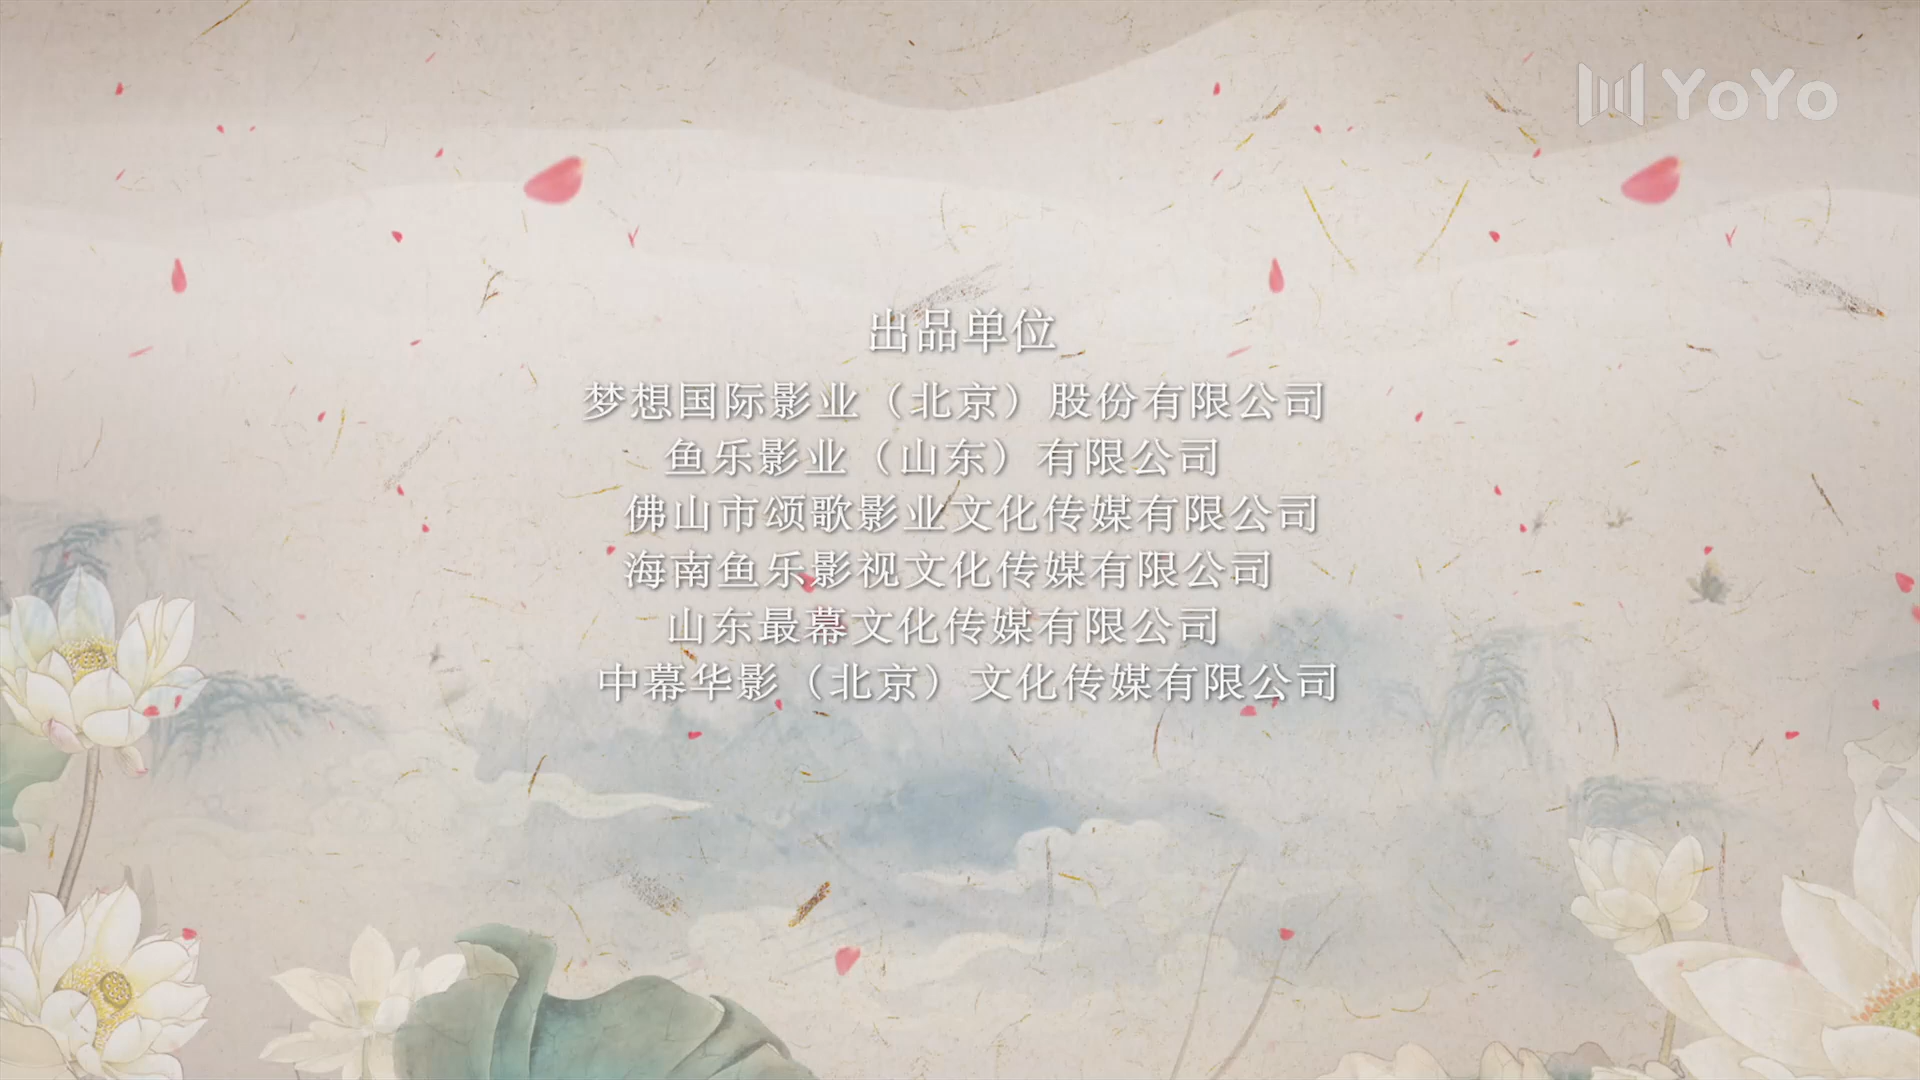 YoYo
出品单位
梦想国际影业（北京）股份有限公司
鱼乐影业（山东）有限公司
佛山市颂歌影业文化传媒有限公司
海南鱼乐影视文化传媒有限公司
山东最幕文化传媒有限公司
中幕华影（北京）文化传媒有限公司